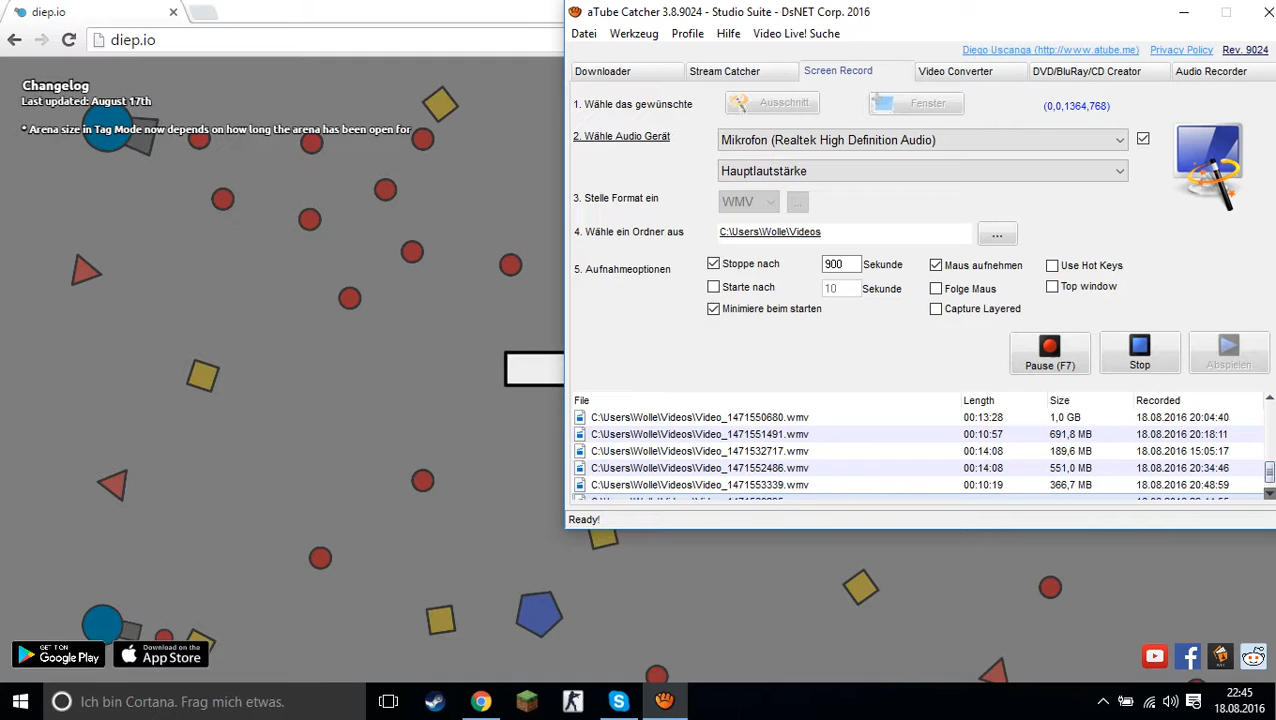 diep.io
diep.io
Changelog
Last updated: August 17th
* Arena size in Tag Mode now depends on how long the arena has been open for
aTube Catcher 3.8.9024 - Studio Suite - DsNET Corp. 2016
Datei Werkzeug Profile Hilfe Video Live! Suche
Diego Uscanga (http://www.atube.me) Privacy Policy Rev. 9024
Downloader Stream Catcher Screen Record Video Converter DVD/BluRay/CD Creator Audio Recorder
1. Wähle das gewünschte Ausschnitt Fenster (0,0,1364,768)
2. Wähle Audio Gerät Mikrofon (Realtek High Definition Audio)
Hauptlautstärke
3. Stelle Format ein WMV ...
4. Wähle ein Ordner aus C:\Users\Wolle\Videos ...
5. Aufnahmeoptionen Stoppe nach 900 Sekunde Maus aufnehmen Use Hot Keys
Starte nach 10 Sekunde Folge Maus Top window
Minimiere beim starten Capture Layered
Pause (F7) Stop Abspielen
File Length Size Recorded
C:\Users\Wolle\Videos\Video_1471550680.wmv 00:13:28 1,0 GB 18.08.2016 20:04:40
C:\Users\Wolle\Videos\Video_1471551491.wmv 00:10:57 691,8 MB 18.08.2016 20:18:11
C:\Users\Wolle\Videos\Video_1471532717.wmv 00:14:08 189,6 MB 18.08.2016 15:05:17
C:\Users\Wolle\Videos\Video_1471552486.wmv 00:14:08 551,0 MB 18.08.2016 20:34:46
C:\Users\Wolle\Videos\Video_1471553339.wmv 00:10:19 366,7 MB 18.08.2016 20:48:59
Ready!
GET IT ON
Google Play
Download on the
App Store
Ich bin Cortana. Frag mich etwas.
22:45
18.08.2016